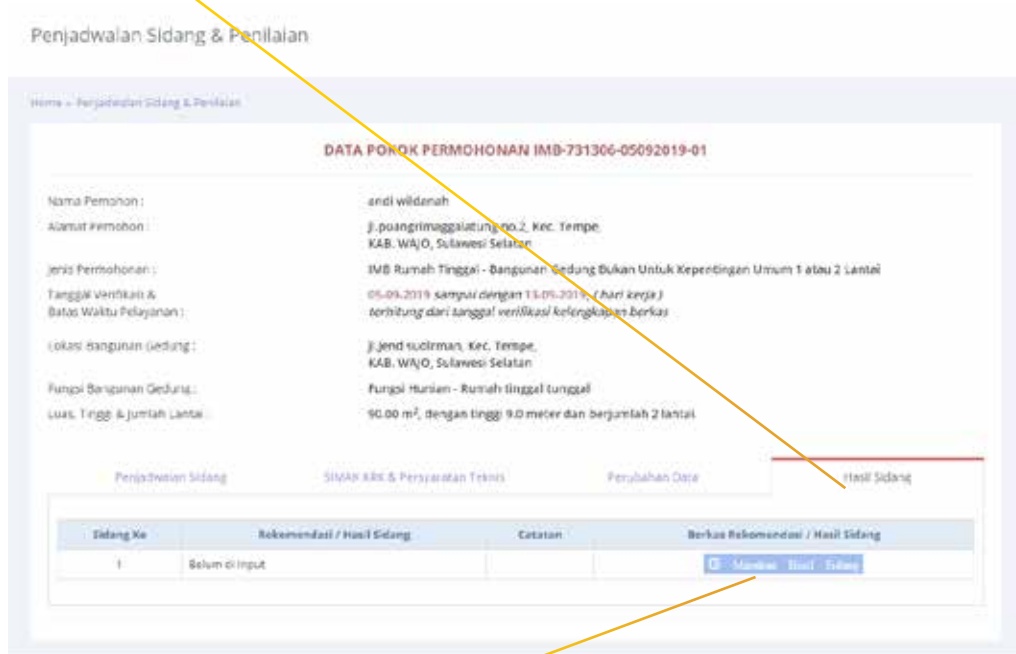 Penjadwalan Sidang & Penilaian
Home » Penjadwalan Sidang & Penilaian
DATA POKOK PERMOHONAN IMB-731306-05092019-01
Nama Pemohon : andi wildanah
Alamat Pemohon : jl.puangrimaggalatung no.2, Kec. Tempe,
KAB. WAJO, Sulawesi Selatan
Jenis Permohonan : IMB Rumah Tinggal - Bangunan Gedung Bukan Untuk Kepentingan Umum 1 atau 2 Lantai
Tanggal Verifikasi & 05-09-2019 sampai dengan 13-09-2019, ( hari kerja )
Batas Waktu Pelayanan : terhitung dari tanggal verifikasi kelengkapan berkas
Lokasi Bangunan Gedung : jl.jend sudirman, Kec. Tempe,
KAB. WAJO, Sulawesi Selatan
Fungsi Bangunan Gedung : Fungsi Hunian - Rumah tinggal tunggal
Luas, Tinggi & Jumlah Lantai : 90.00 m², dengan tinggi 9.0 meter dan berjumlah 2 lantai.
Penjadwalan Sidang SIMAK KRK & Persyaratan Teknis Perubahan Data Hasil Sidang
Sidang Ke Rekomendasi / Hasil Sidang Catatan Berkas Rekomendasi / Hasil Sidang
1 Belum di Input Masukan Hasil Sidang